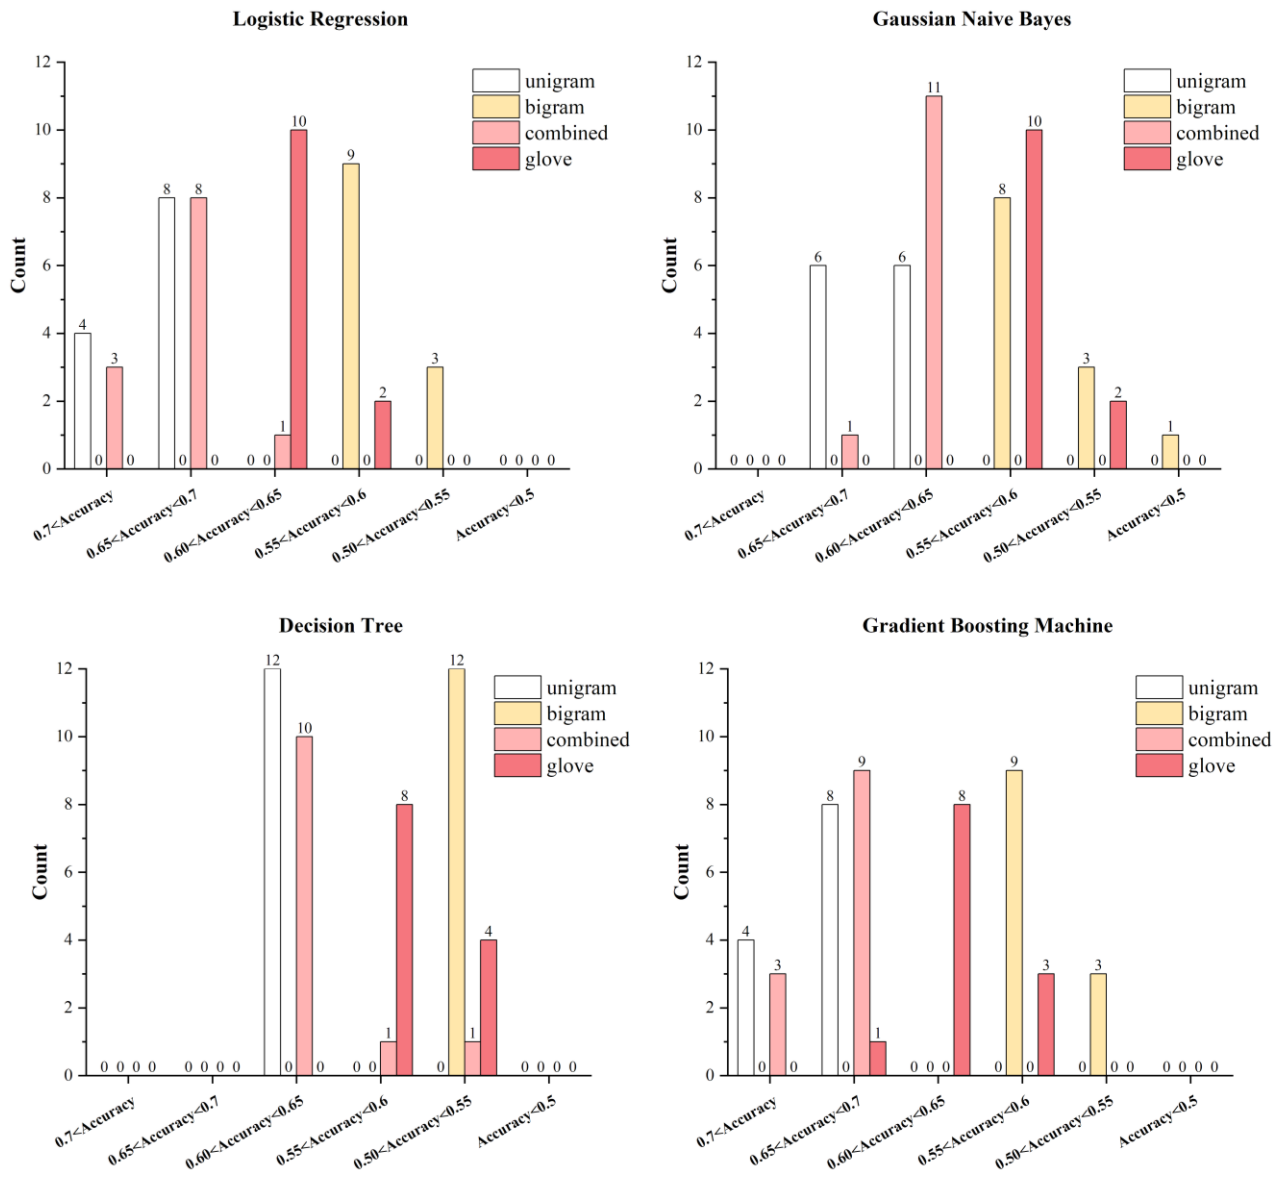 Logistic Regression
12
10
8
6
4
2
0
Count
unigram
bigram
combined
glove
4 0 3 0
8 0 8 0
0 0 1 10
0 9 0 2
0 3 0 0
0 0 0 0
0.7<Accuracy
0.65<Accuracy<0.7
0.60<Accuracy<0.65
0.55<Accuracy<0.6
0.50<Accuracy<0.55
Accuracy<0.5
Gaussian Naive Bayes
12
10
8
6
4
2
0
Count
unigram
bigram
combined
glove
0 0 0 0
6 0 1 0
6 0 11 0
0 8 0 10
0 3 0 2
0 1 0 0
0.7<Accuracy
0.65<Accuracy<0.7
0.60<Accuracy<0.65
0.55<Accuracy<0.6
0.50<Accuracy<0.55
Accuracy<0.5
Decision Tree
12
10
8
6
4
2
0
Count
unigram
bigram
combined
glove
0 0 0 0
0 0 0 0
12 0 10 0
0 0 1 8
0 12 1 4
0 0 0 0
0.7<Accuracy
0.65<Accuracy<0.7
0.60<Accuracy<0.65
0.55<Accuracy<0.6
0.50<Accuracy<0.55
Accuracy<0.5
Gradient Boosting Machine
12
10
8
6
4
2
0
Count
unigram
bigram
combined
glove
4 0 3 0
8 0 9 1
0 0 0 8
0 9 0 3
0 3 0 0
0 0 0 0
0.7<Accuracy
0.65<Accuracy<0.7
0.60<Accuracy<0.65
0.55<Accuracy<0.6
0.50<Accuracy<0.55
Accuracy<0.5